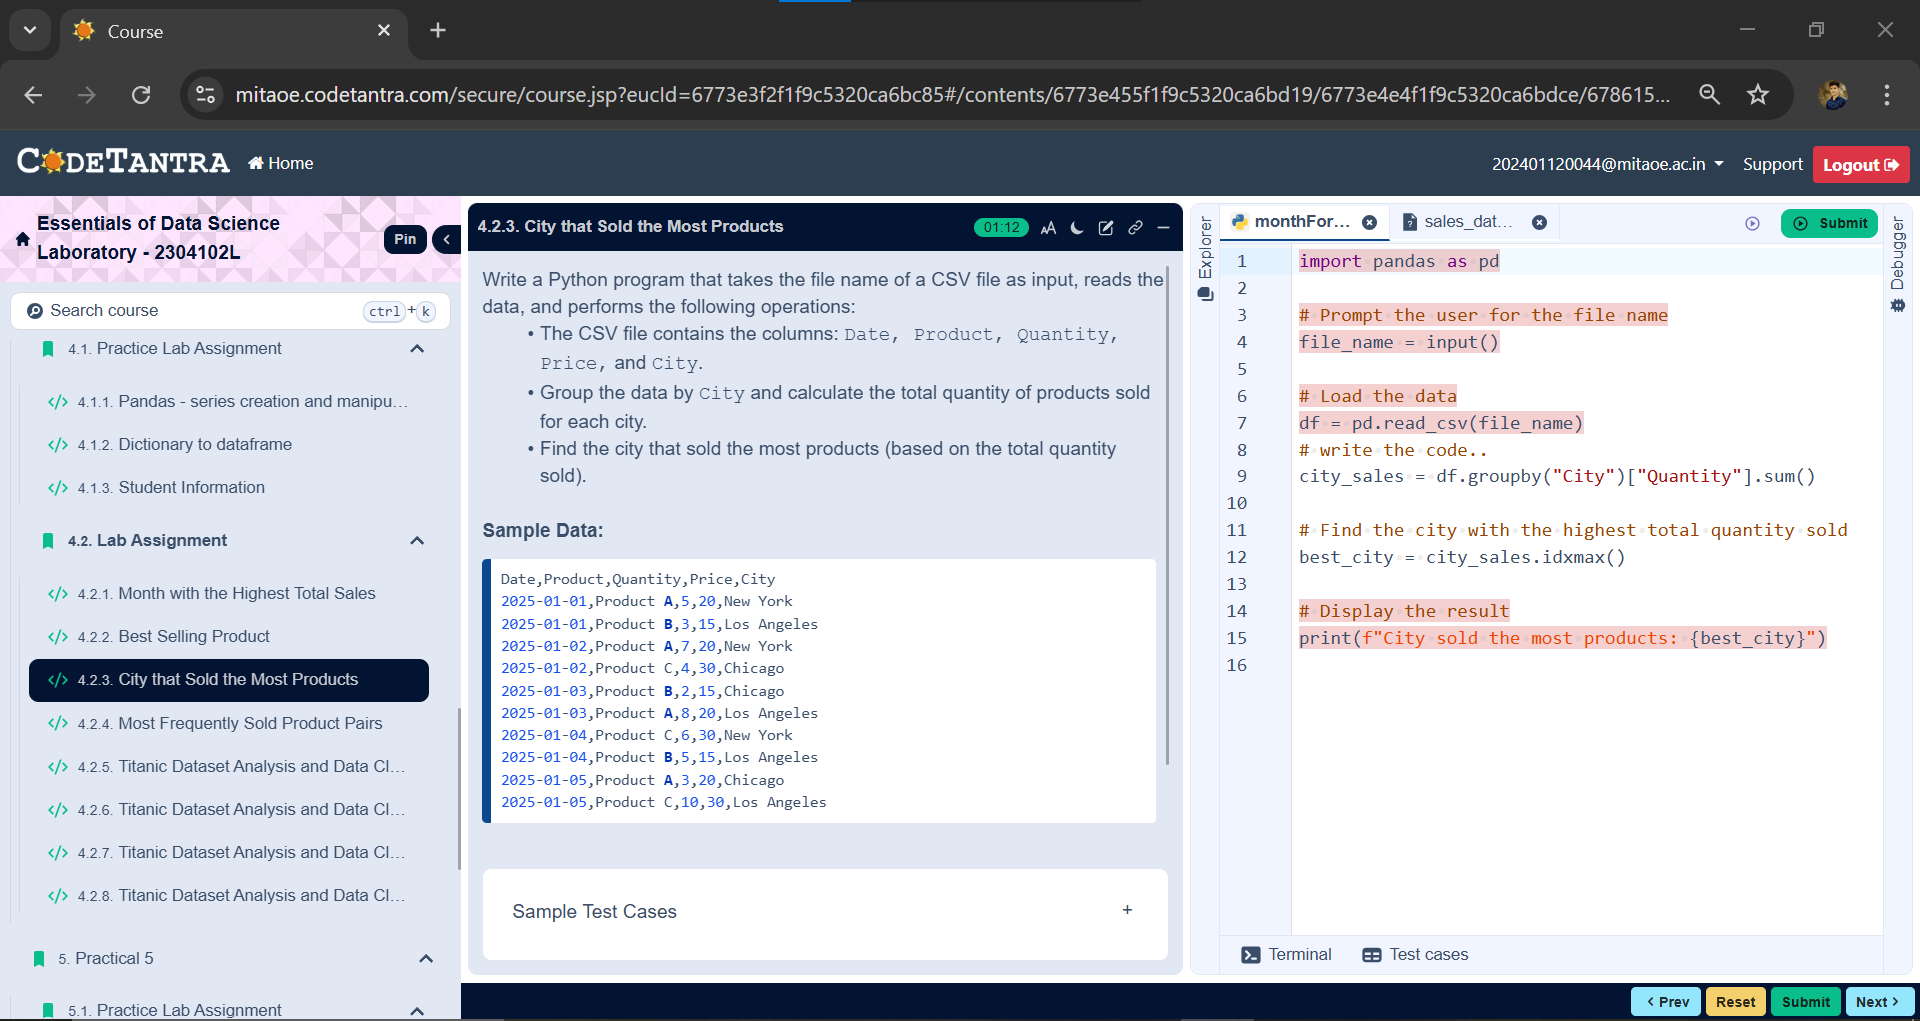 Course
mitaoe.codetantra.com/secure/course.jsp?eucId=6773e3f2f1f9c5320ca6bc85#/contents/6773e455f1f9c5320ca6bd19/6773e4e4f1f9c5320ca6bdce/678615...
CODETANTRA
Home
202401120044@mitaoe.ac.in
Support
Logout
Essentials of Data Science
Laboratory - 2304102L
Pin
Search course
ctrl + k
4.1. Practice Lab Assignment
4.1.1. Pandas - series creation and manipu...
4.1.2. Dictionary to dataframe
4.1.3. Student Information
4.2. Lab Assignment
4.2.1. Month with the Highest Total Sales
4.2.2. Best Selling Product
4.2.3. City that Sold the Most Products
4.2.4. Most Frequently Sold Product Pairs
4.2.5. Titanic Dataset Analysis and Data Cl...
4.2.6. Titanic Dataset Analysis and Data Cl...
4.2.7. Titanic Dataset Analysis and Data Cl...
4.2.8. Titanic Dataset Analysis and Data Cl...
5. Practical 5
5.1. Practice Lab Assignment
4.2.3. City that Sold the Most Products
01:12
AA
Write a Python program that takes the file name of a CSV file as input, reads the
data, and performs the following operations:
• The CSV file contains the columns: Date, Product, Quantity,
Price, and City.
• Group the data by City and calculate the total quantity of products sold
for each city.
• Find the city that sold the most products (based on the total quantity
sold).
Sample Data:
Date,Product,Quantity,Price,City
2025-01-01,Product A,5,20,New York
2025-01-01,Product B,3,15,Los Angeles
2025-01-02,Product A,7,20,New York
2025-01-02,Product C,4,30,Chicago
2025-01-03,Product B,2,15,Chicago
2025-01-03,Product A,8,20,Los Angeles
2025-01-04,Product C,6,30,New York
2025-01-04,Product B,5,15,Los Angeles
2025-01-05,Product A,3,20,Chicago
2025-01-05,Product C,10,30,Los Angeles
Sample Test Cases
+
Explorer
monthFor...
sales_dat...
Submit
Debugger
1 import pandas as pd
2
3 # Prompt the user for the file name
4 file_name = input()
5
6 # Load the data
7 df = pd.read_csv(file_name)
8 # write the code..
9 city_sales = df.groupby("City")["Quantity"].sum()
10
11 # Find the city with the highest total quantity sold
12 best_city = city_sales.idxmax()
13
14 # Display the result
15 print(f"City sold the most products: {best_city}")
16
Terminal
Test cases
< Prev
Reset
Submit
Next >